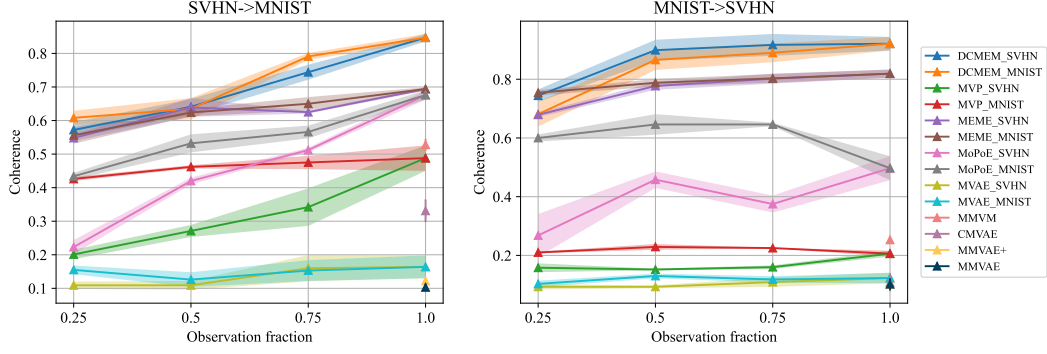 SVHN->MNIST
Coherence
0.8
0.7
0.6
0.5
0.4
0.3
0.2
0.1
0.25
0.5
0.75
1.0
Observation fraction
MNIST->SVHN
Coherence
0.8
0.6
0.4
0.2
0.25
0.5
0.75
1.0
Observation fraction
DCMEM_SVHN
DCMEM_MNIST
MVP_SVHN
MVP_MNIST
MEME_SVHN
MEME_MNIST
MoPoE_SVHN
MoPoE_MNIST
MVAE_SVHN
MVAE_MNIST
MMVM
CMVAE
MMVAE+
MMVAE